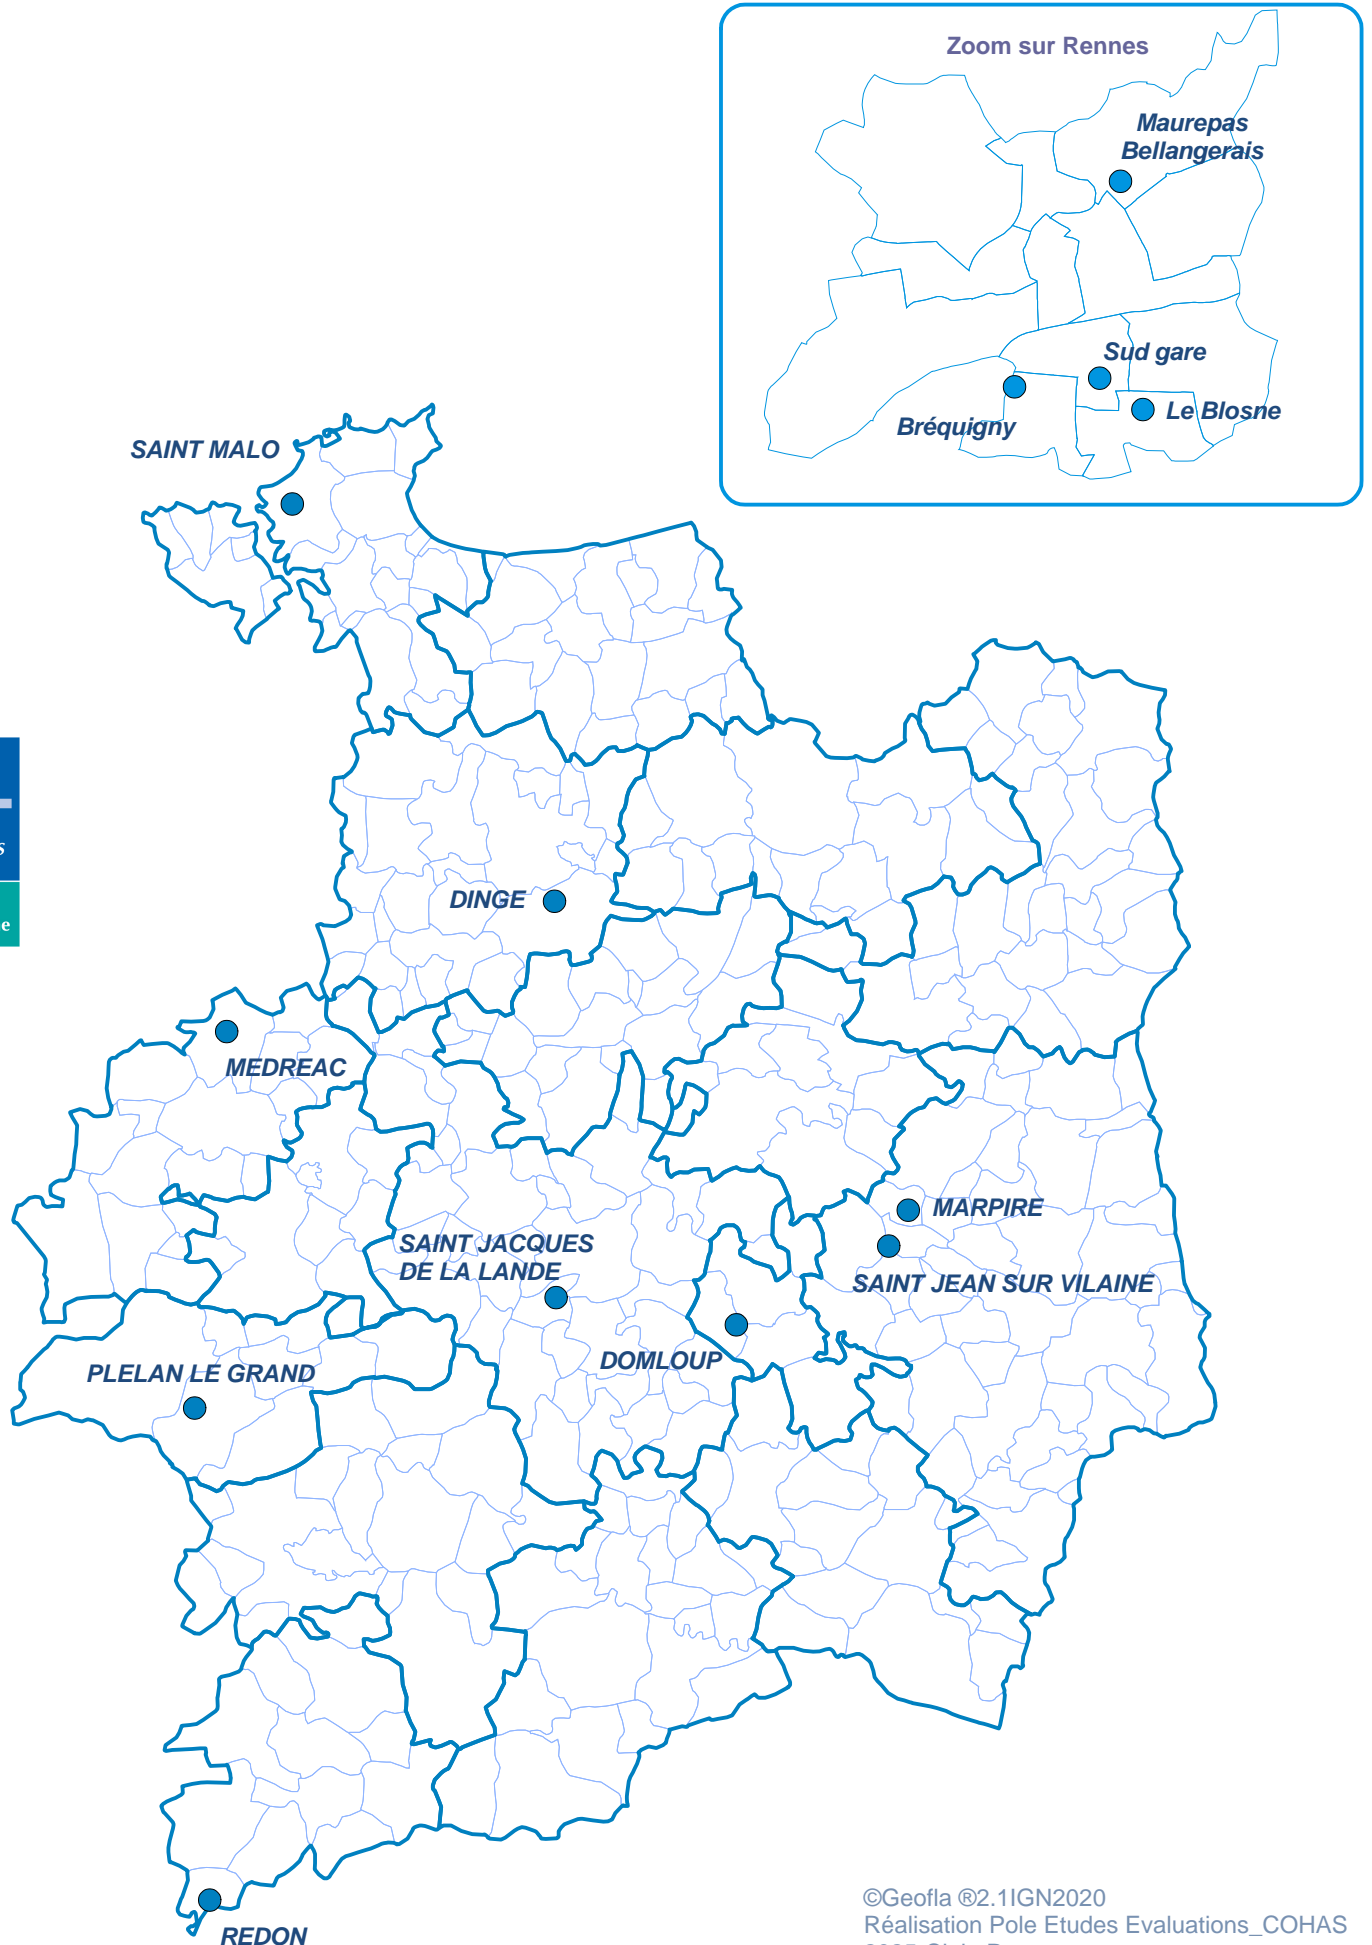 Zoom sur Rennes
Maurepas
Bellangerais
Sud gare
Le Blosne
Bréquigny
SAINT MALO
DINGE
MEDREAC
MARPIRE
SAINT JACQUES
DE LA LANDE
SAINT JEAN SUR VILAINE
DOMLOUP
PLELAN LE GRAND
REDON
©Geofla ®2.1IGN2020
Réalisation Pole Etudes Evaluations_COHAS